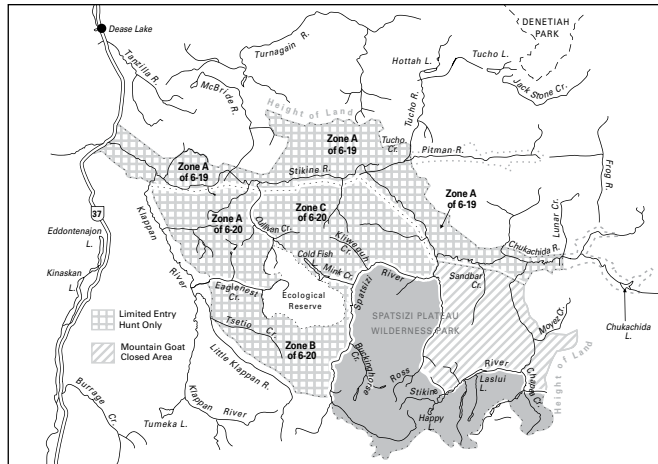 DENETIAH
PARK
Dease Lake
Turnagain R.
Hottah L.
Tucho L.
Tanzilla R.
McBride R.
Jack Stone Cr.
Tucho R.
Height of Land
Zone A
of 6-19
Tucho
Cr.
Pitman R.
Zone A
of 6-19
Stikine R.
Frog R.
Zone A
of 6-19
Zone C
of 6-20
Zone A
of 6-20
Lunar Cr.
37
Klappan
River
Cullivan Cr.
Kliweguh
Cr.
Chukachida R.
Eddontenajon
L.
Cold Fish
L.
Mink Cr.
River
Spatsizi
Sandbar
Cr.
Kinaskan
L.
Eaglenest
Cr.
Ecological
Reserve
SPATSIZI PLATEAU
WILDERNESS PARK
Moyez Cr.
Chukachida
L.
Limited Entry
Hunt Only
Tsetio
Cr.
Zone B
of 6-20
Mountain Goat
Closed Area
Little Klappan R.
Buckinghorse
Cr.
Ross
River
Height of Land
Laslui
L.
Stikine
Burrage
Cr.
Klappan River
Tumeka L.
Happy
L.